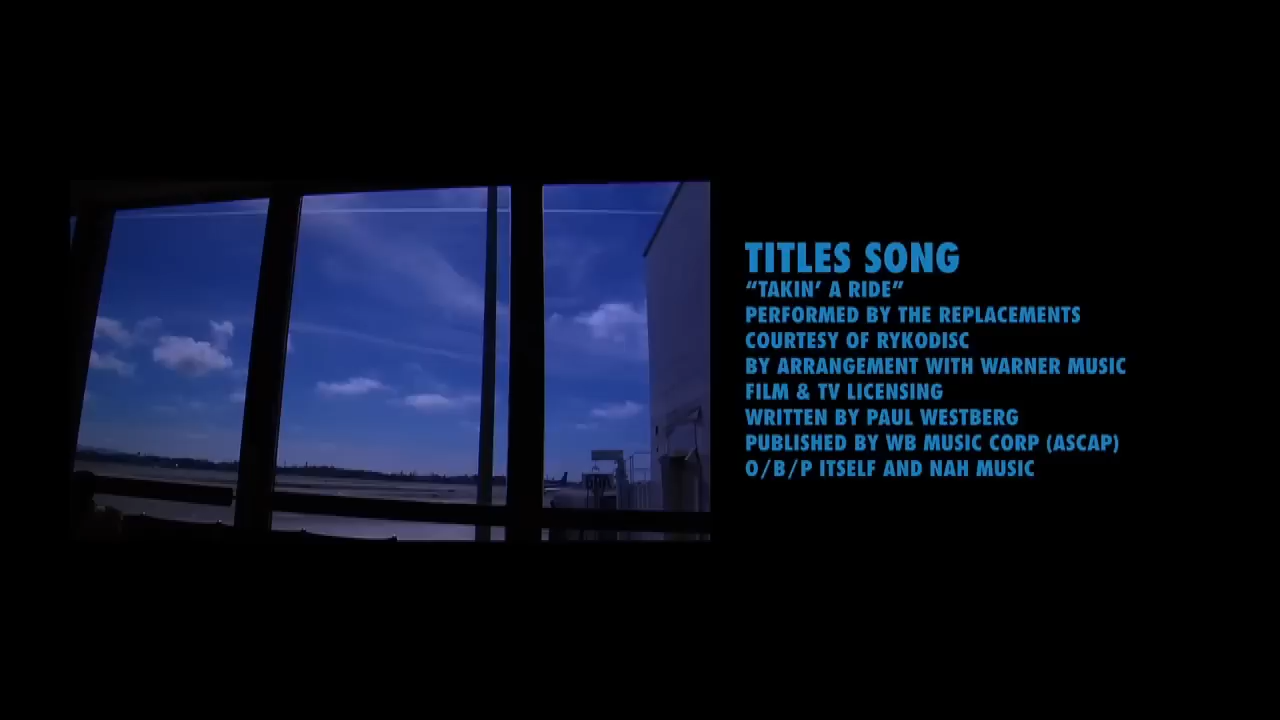 TITLES SONG
“TAKIN’ A RIDE”
PERFORMED BY THE REPLACEMENTS
COURTESY OF RYKODISC
BY ARRANGEMENT WITH WARNER MUSIC
FILM & TV LICENSING
WRITTEN BY PAUL WESTBERG
PUBLISHED BY WB MUSIC CORP (ASCAP)
O/B/P ITSELF AND NAH MUSIC